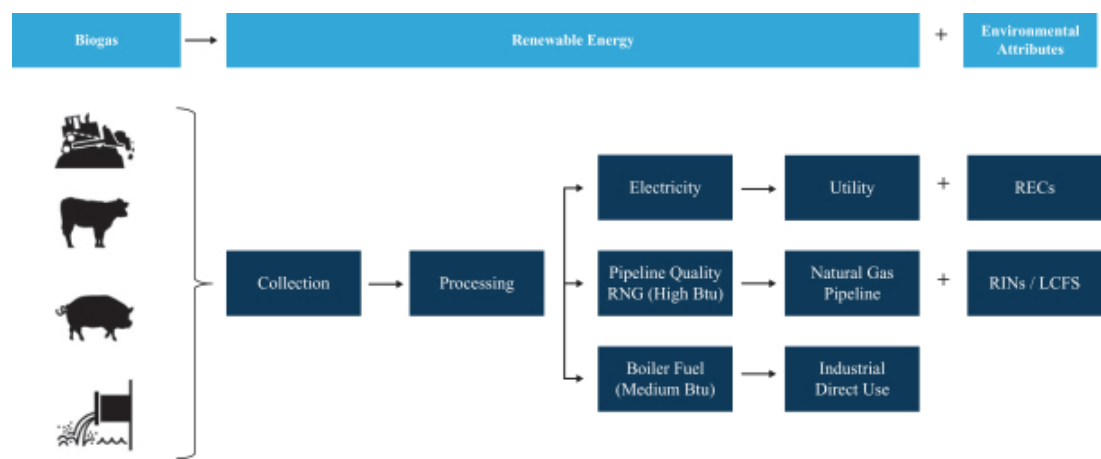 Biogas
Renewable Energy
+
Environmental
Attributes
Electricity
Utility
+
RECs
Collection
Processing
Pipeline Quality
RNG (High Btu)
Natural Gas
Pipeline
+
RINs / LCFS
Boiler Fuel
(Medium Btu)
Industrial
Direct Use